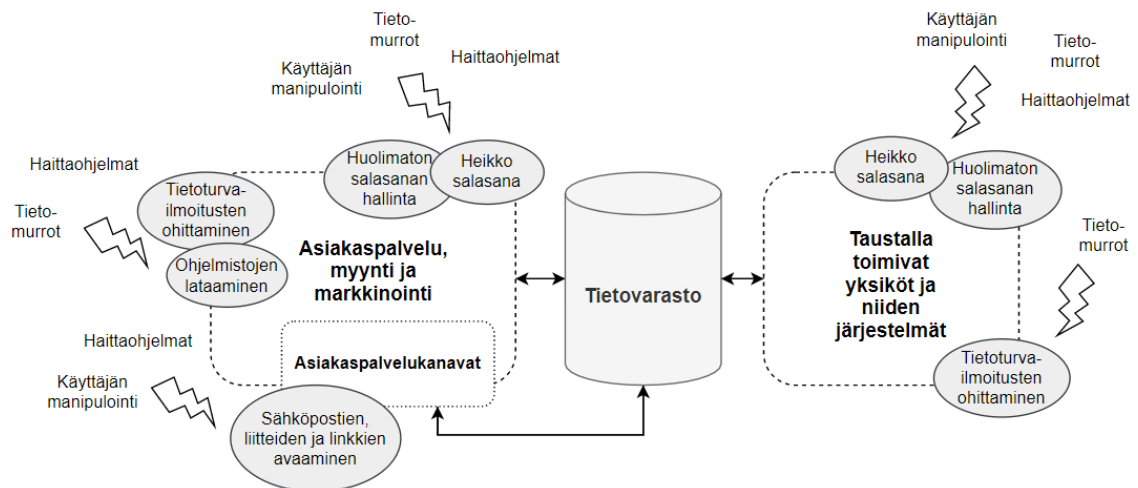 Tieto-
murrot
Haittaohjelmat
Käyttäjän
manipulointi
Huolimaton
salasanan
hallinta
Heikko
salasana
Haittaohjelmat
Tietoturva-
ilmoitusten
ohittaminen
Tieto-
murrot
Ohjelmistojen
lataaminen
Asiakaspalvelu,
myynti ja
markkinointi
Haittaohjelmat
Asiakaspalvelukanavat
Käyttäjän
manipulointi
Sähköpostien,
liitteiden ja linkkien
avaaminen
Tietovarasto
Käyttäjän
manipulointi
Tieto-
murrot
Haittaohjelmat
Heikko
salasana
Huolimaton
salasanan
hallinta
Tieto-
murrot
Taustalla
toimivat
yksiköt ja
niiden
järjestelmät
Tietoturva-
ilmoitusten
ohittaminen